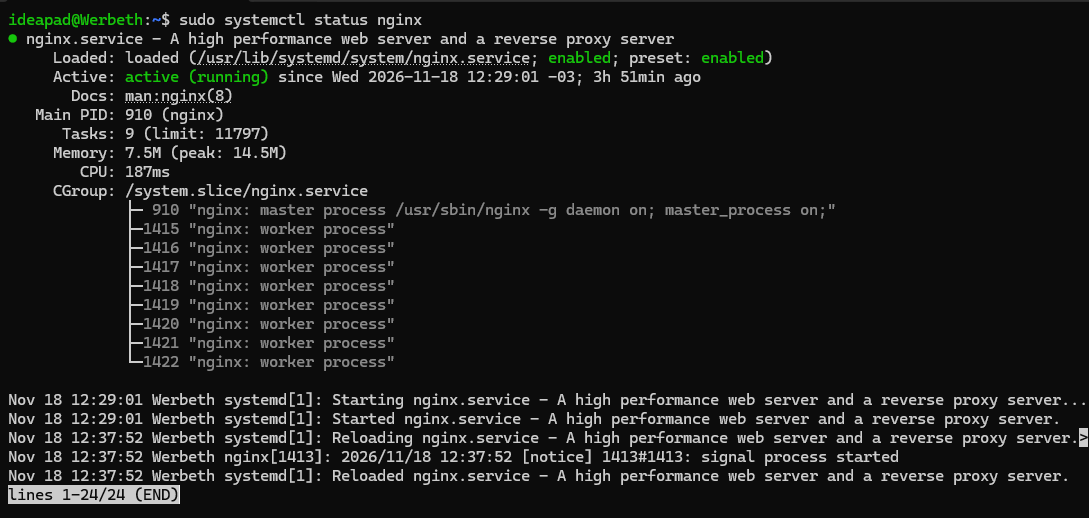 ideapad@Werbeth:~$ sudo systemctl status nginx
● nginx.service - A high performance web server and a reverse proxy server
     Loaded: loaded (/usr/lib/systemd/system/nginx.service; enabled; preset: enabled)
     Active: active (running) since Wed 2026-11-18 12:29:01 -03; 3h 51min ago
       Docs: man:nginx(8)
   Main PID: 910 (nginx)
      Tasks: 9 (limit: 11797)
     Memory: 7.5M (peak: 14.5M)
        CPU: 187ms
     CGroup: /system.slice/nginx.service
             ├─ 910 "nginx: master process /usr/sbin/nginx -g daemon on; master_process on;"
             ├─1415 "nginx: worker process"
             ├─1416 "nginx: worker process"
             ├─1417 "nginx: worker process"
             ├─1418 "nginx: worker process"
             ├─1419 "nginx: worker process"
             ├─1420 "nginx: worker process"
             ├─1421 "nginx: worker process"
             └─1422 "nginx: worker process"

Nov 18 12:29:01 Werbeth systemd[1]: Starting nginx.service - A high performance web server and a reverse proxy server...
Nov 18 12:29:01 Werbeth systemd[1]: Started nginx.service - A high performance web server and a reverse proxy server.
Nov 18 12:37:52 Werbeth systemd[1]: Reloading nginx.service - A high performance web server and a reverse proxy server.>
Nov 18 12:37:52 Werbeth nginx[1413]: 2026/11/18 12:37:52 [notice] 1413#1413: signal process started
Nov 18 12:37:52 Werbeth systemd[1]: Reloaded nginx.service - A high performance web server and a reverse proxy server.
lines 1-24/24 (END)